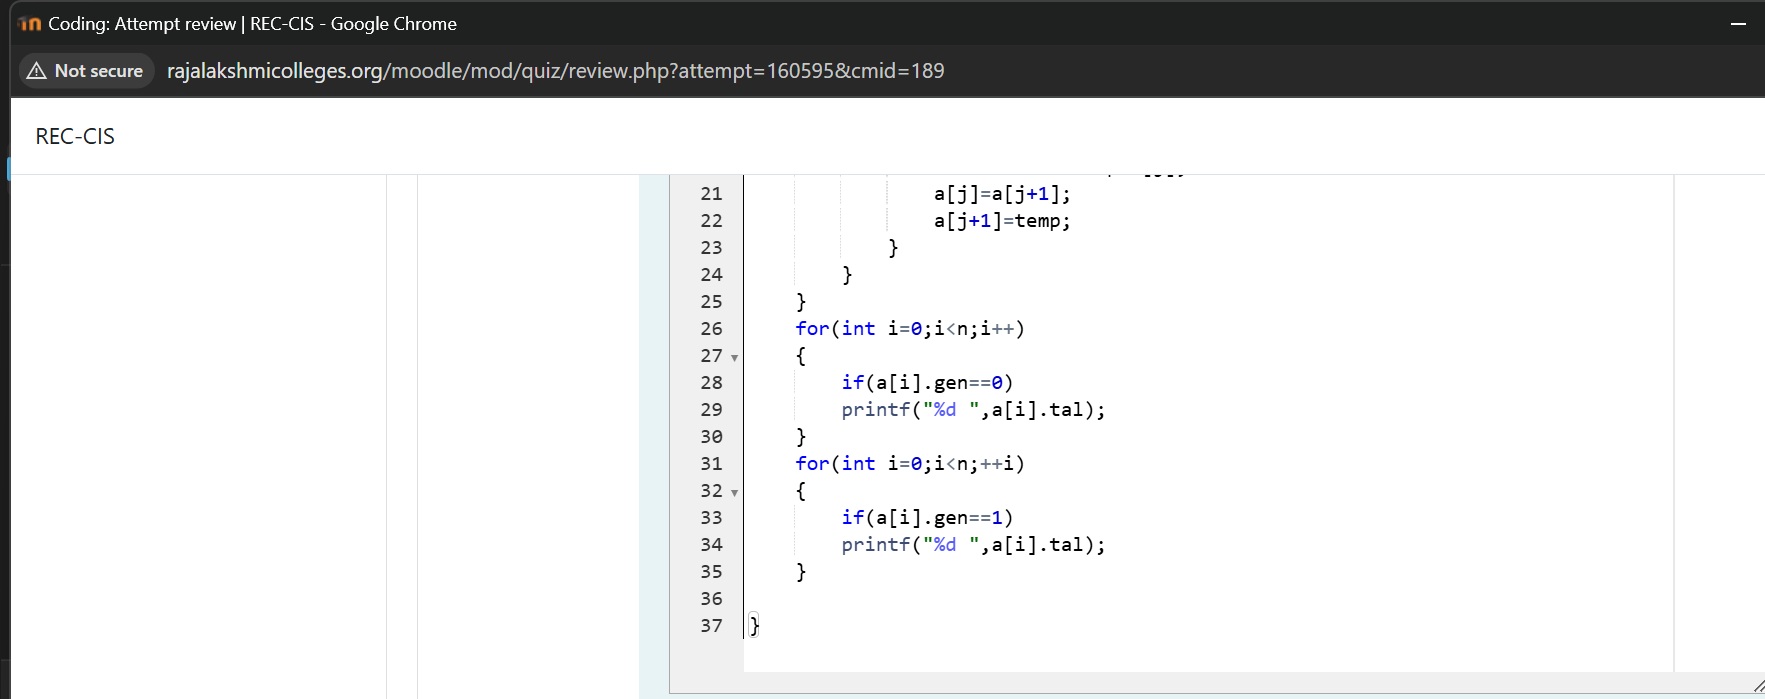 Coding: Attempt review | REC-CIS - Google Chrome
Not secure rajalakshmicolleges.org/moodle/mod/quiz/review.php?attempt=160595&cmid=189
REC-CIS
21 a[j]=a[j+1];
22 a[j+1]=temp;
23 }
24 }
25 }
26 for(int i=0;i<n;i++)
27 {
28 if(a[i].gen==0)
29 printf("%d ",a[i].tal);
30 }
31 for(int i=0;i<n;++i)
32 {
33 if(a[i].gen==1)
34 printf("%d ",a[i].tal);
35 }
36
37 }